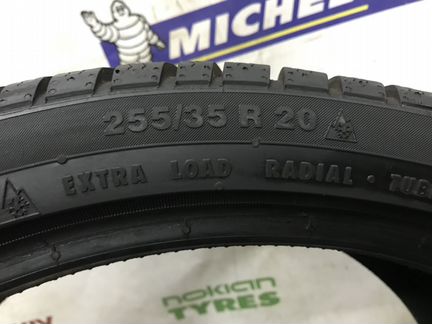 MICHEL
255/35 R 20
EXTRA LOAD RADIAL · TUB
NOKIAN
TYRES